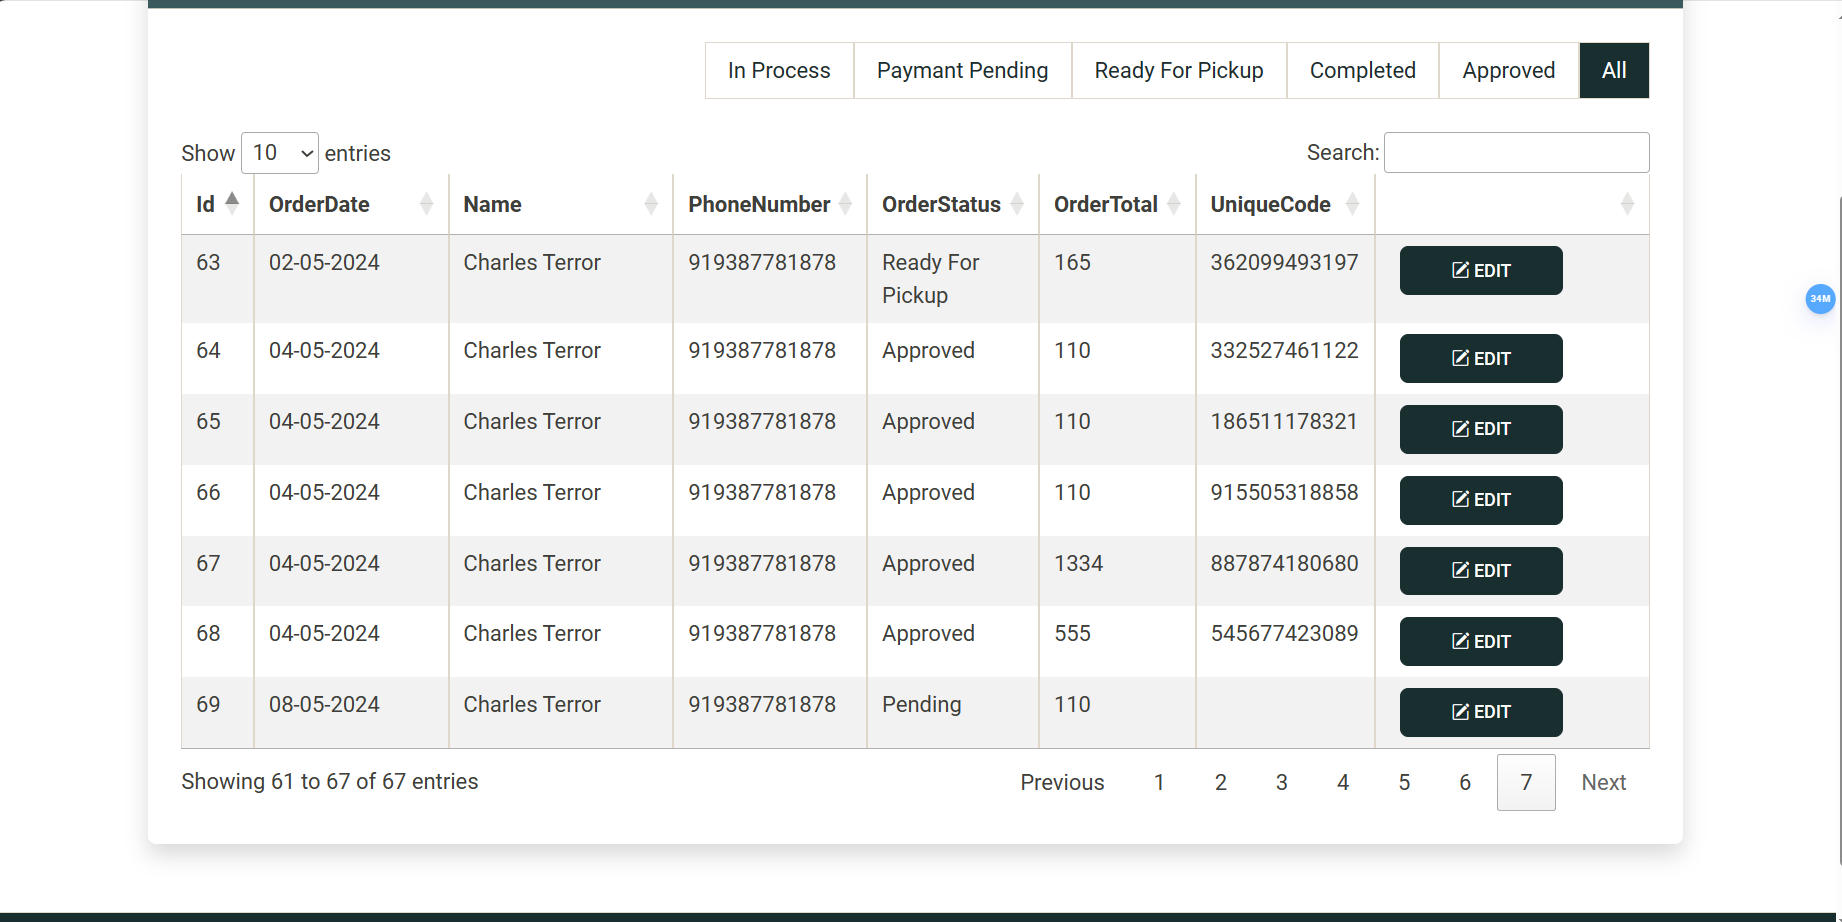 In Process Paymant Pending Ready For Pickup Completed Approved All
Show 10 entries Search:
Id OrderDate Name PhoneNumber OrderStatus OrderTotal UniqueCode
63 02-05-2024 Charles Terror 919387781878 Ready For Pickup 165 362099493197 EDIT
64 04-05-2024 Charles Terror 919387781878 Approved 110 332527461122 EDIT
65 04-05-2024 Charles Terror 919387781878 Approved 110 186511178321 EDIT
66 04-05-2024 Charles Terror 919387781878 Approved 110 915505318858 EDIT
67 04-05-2024 Charles Terror 919387781878 Approved 1334 887874180680 EDIT
68 04-05-2024 Charles Terror 919387781878 Approved 555 545677423089 EDIT
69 08-05-2024 Charles Terror 919387781878 Pending 110 EDIT
Showing 61 to 67 of 67 entries Previous 1 2 3 4 5 6 7 Next
34M